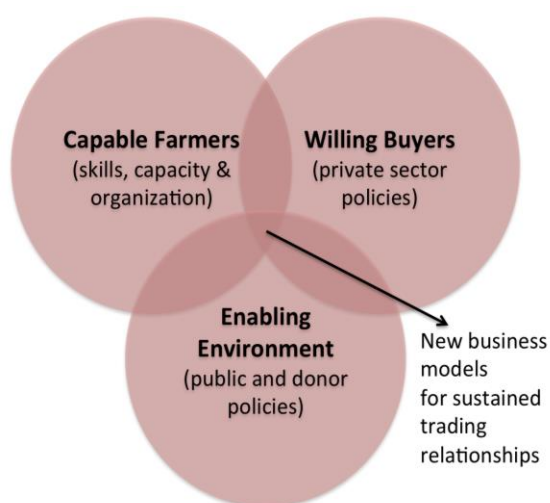 Capable Farmers
(skills, capacity &
organization)
Willing Buyers
(private sector
policies)
Enabling
Environment
(public and donor
policies)
New business
models
for sustained
trading
relationships